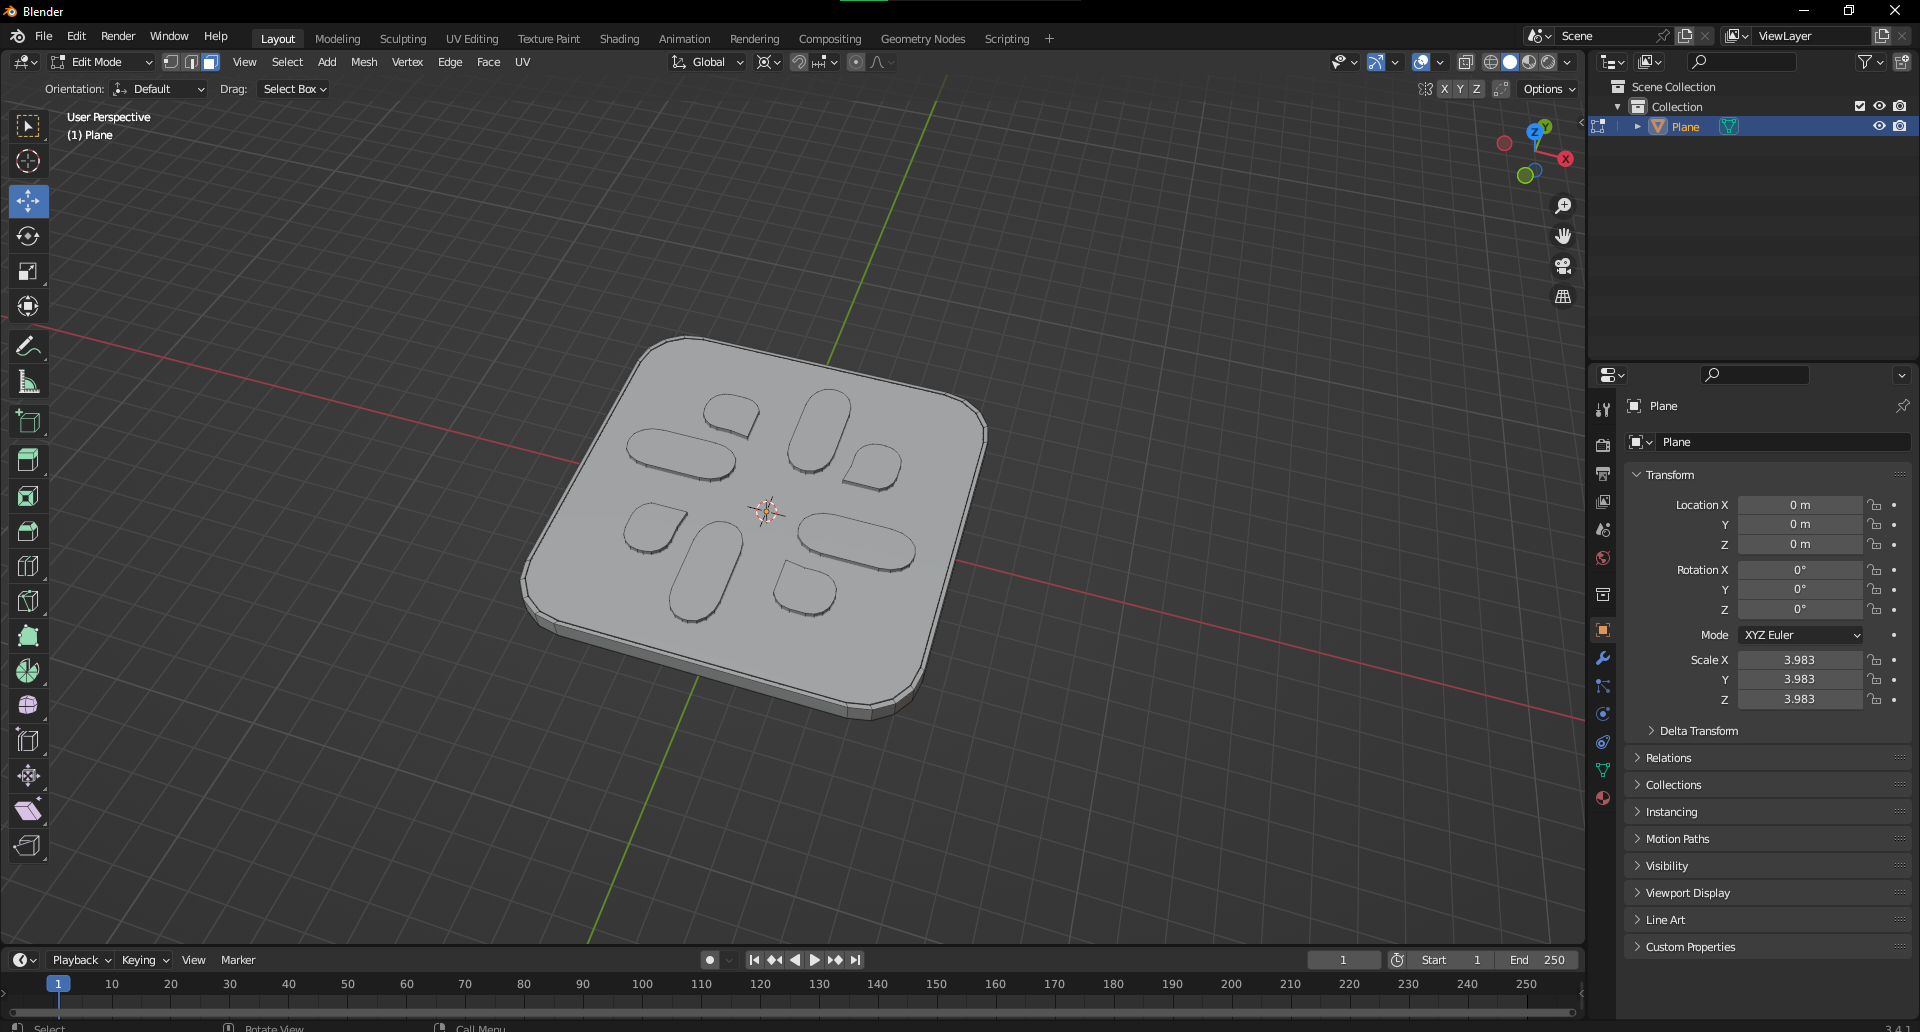 Blender
File Edit Render Window Help Layout Modeling Sculpting UV Editing Texture Paint Shading Animation Rendering Compositing Geometry Nodes Scripting + Scene ViewLayer
Edit Mode View Select Add Mesh Vertex Edge Face UV Global
Orientation: Default Drag: Select Box X Y Z Options
User Perspective
(1) Plane
Z Y X
Scene Collection
Collection
Plane
Plane
Plane
Transform
Location X 0 m
Y 0 m
Z 0 m
Rotation X 0°
Y 0°
Z 0°
Mode XYZ Euler
Scale X 3.983
Y 3.983
Z 3.983
Delta Transform
Relations
Collections
Instancing
Motion Paths
Visibility
Viewport Display
Line Art
Custom Properties
Playback Keying View Marker 1 Start 1 End 250
1 10 20 30 40 50 60 70 80 90 100 110 120 130 140 150 160 170 180 190 200 210 220 230 240 250
Select Rotate View Call Menu 3.4.1